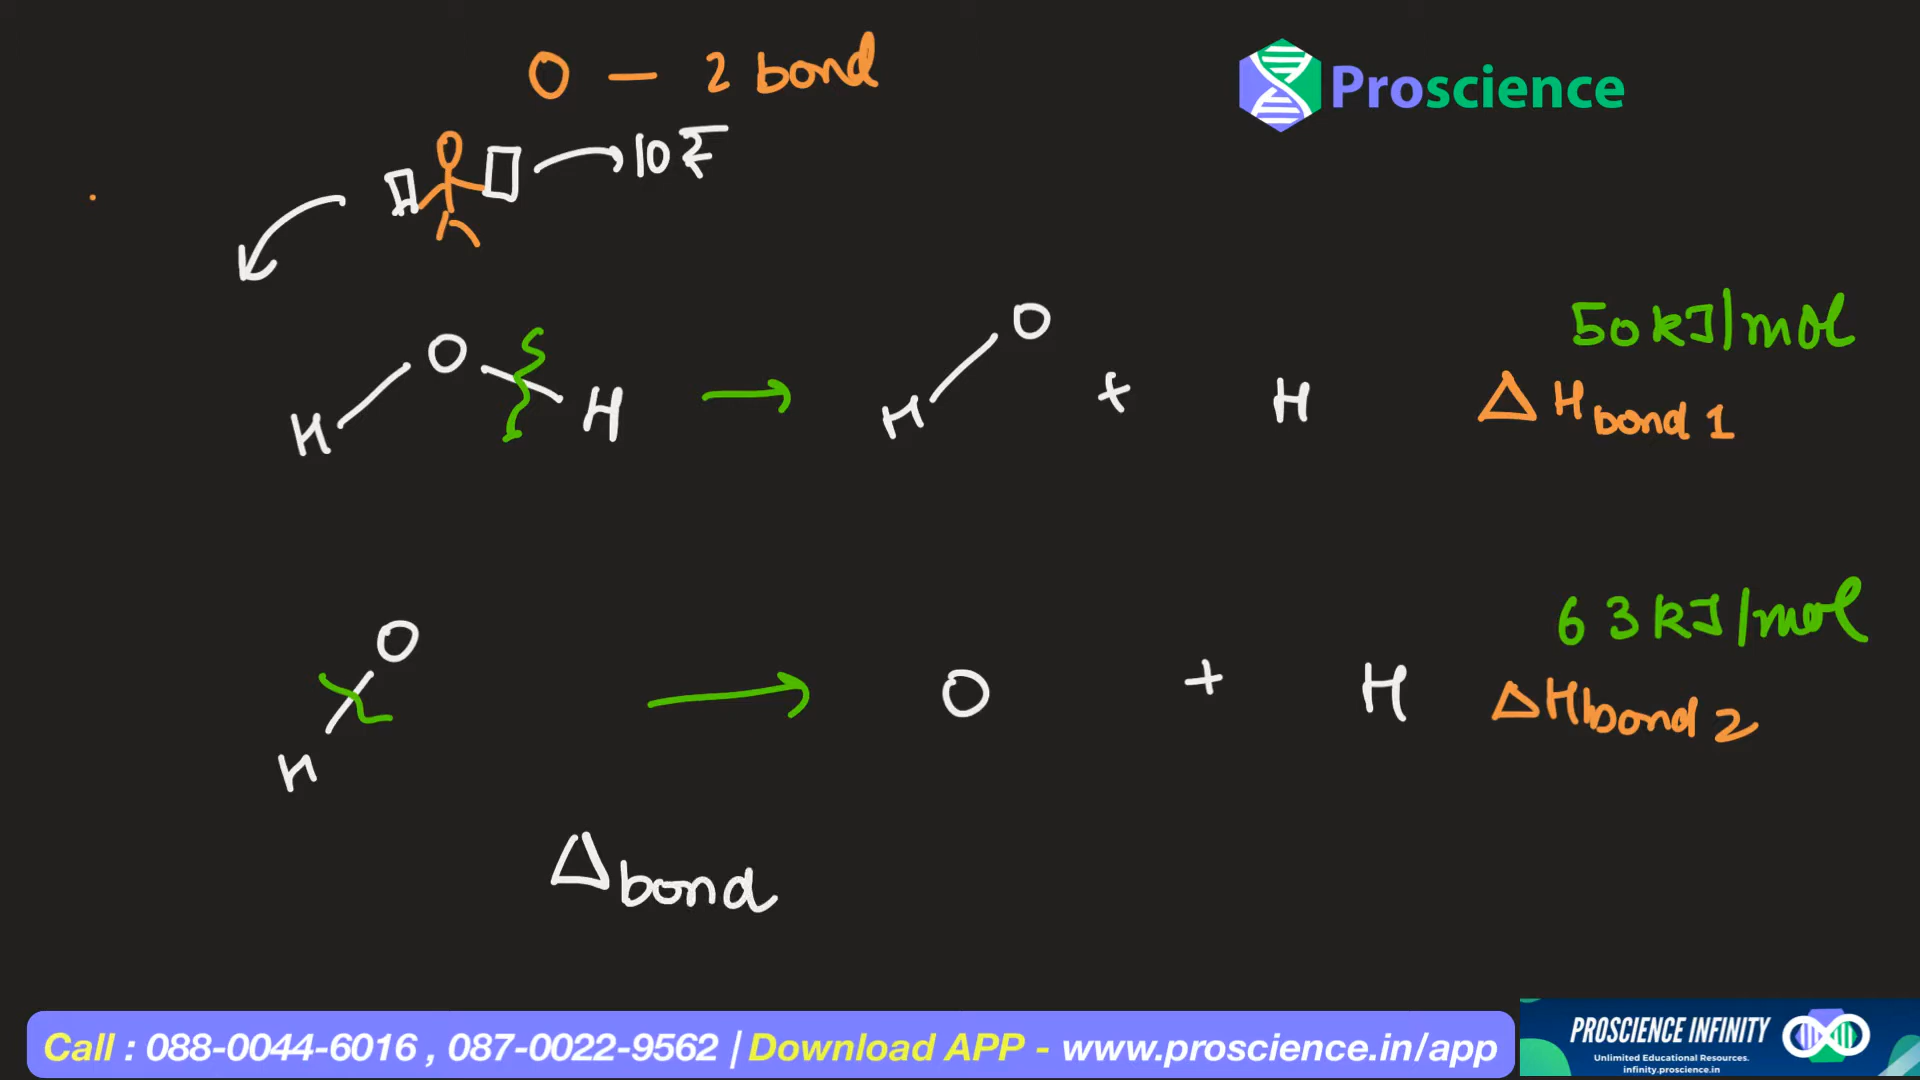 O — 2 bond
Proscience
10 ₹
50 kJ/mol
H O H → H O + H ΔH bond 1
63 kJ/mol
H O → O + H ΔH bond 2
Δ bond
Call : 088-0044-6016 , 087-0022-9562 | Download APP - www.proscience.in/app
PROSCIENCE INFINITY
Unlimited Educational Resources.
infinity.proscience.in